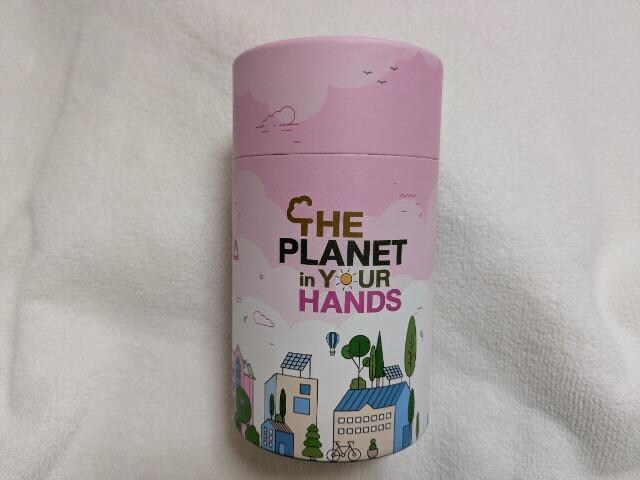 THE
PLANET
in YOUR
HANDS